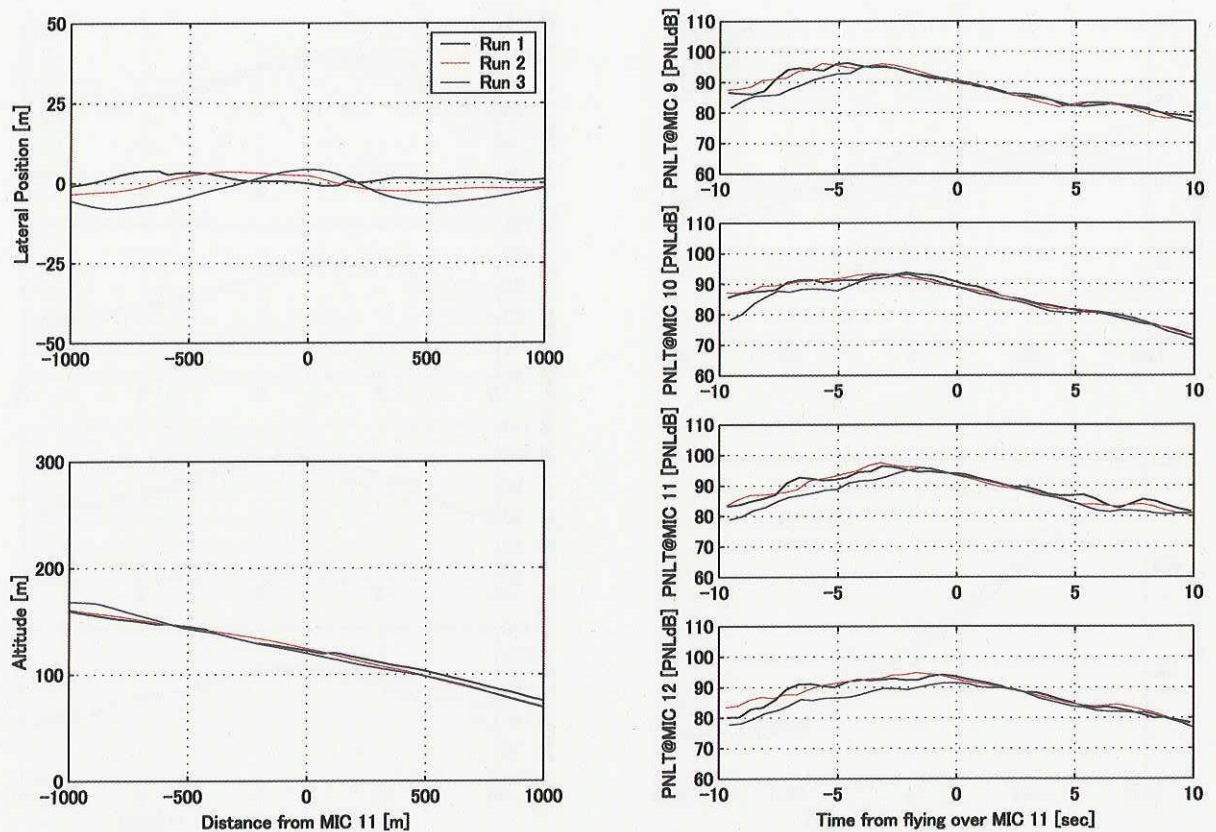 50
25
0
-25
-50
Lateral Position [m]
Run 1
Run 2
Run 3
-1000 -500 0 500 1000
300
200
100
0
Altitude [m]
-1000 -500 0 500 1000
Distance from MIC 11 [m]
110
100
90
80
70
60
PNLT@MIC 9 [PNLdB]
-10 -5 0 5 10
110
100
90
80
70
60
PNLT@MIC 10 [PNLdB]
-10 -5 0 5 10
110
100
90
80
70
60
PNLT@MIC 11 [PNLdB]
-10 -5 0 5 10
110
100
90
80
70
60
PNLT@MIC 12 [PNLdB]
-10 -5 0 5 10
Time from flying over MIC 11 [sec]